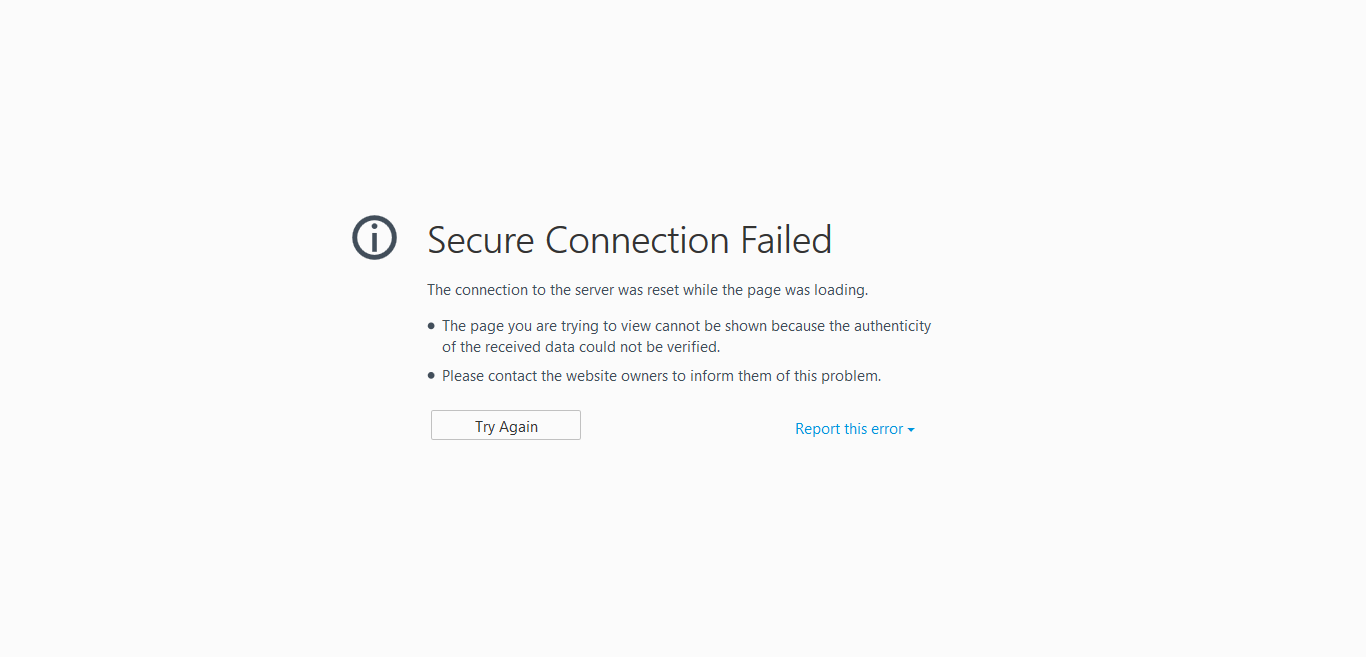 Secure Connection Failed
The connection to the server was reset while the page was loading.
• The page you are trying to view cannot be shown because the authenticity
of the received data could not be verified.
• Please contact the website owners to inform them of this problem.
Try Again
Report this error